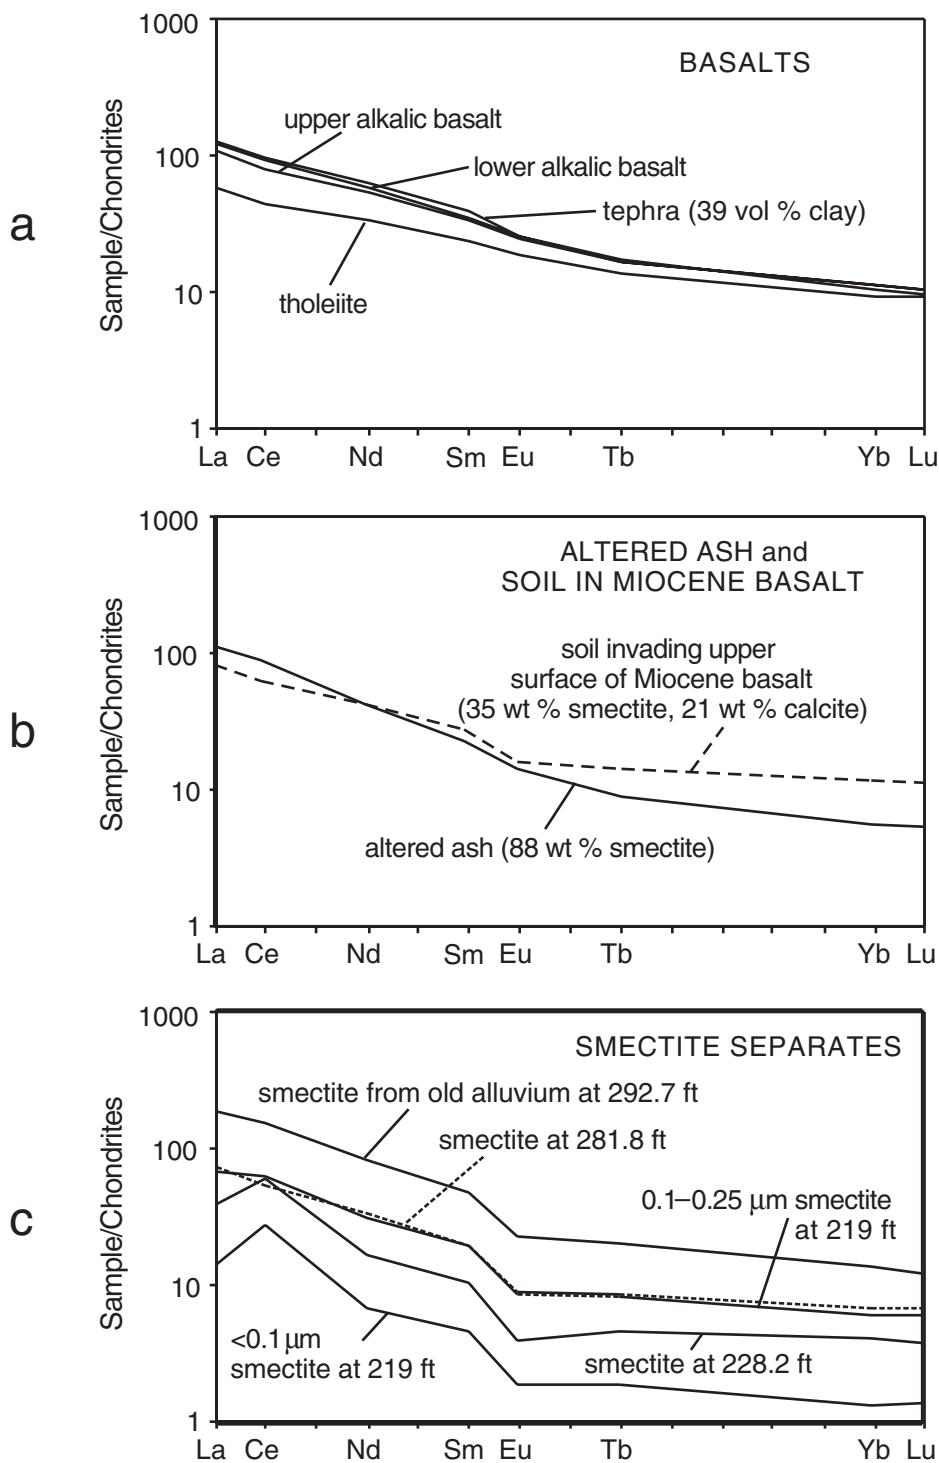 a
Sample/Chondrites
1000
100
10
1
BASALTS
upper alkalic basalt
lower alkalic basalt
tephra (39 vol % clay)
tholeiite
La Ce Nd Sm Eu Tb Yb Lu
b
Sample/Chondrites
1000
100
10
1
ALTERED ASH and
SOIL IN MIOCENE BASALT
soil invading upper
surface of Miocene basalt
(35 wt % smectite, 21 wt % calcite)
altered ash (88 wt % smectite)
La Ce Nd Sm Eu Tb Yb Lu
c
Sample/Chondrites
1000
100
10
1
SMECTITE SEPARATES
smectite from old alluvium at 292.7 ft
smectite at 281.8 ft
0.1–0.25 μm smectite
at 219 ft
<0.1 μm
smectite at 219 ft
smectite at 228.2 ft
La Ce Nd Sm Eu Tb Yb Lu